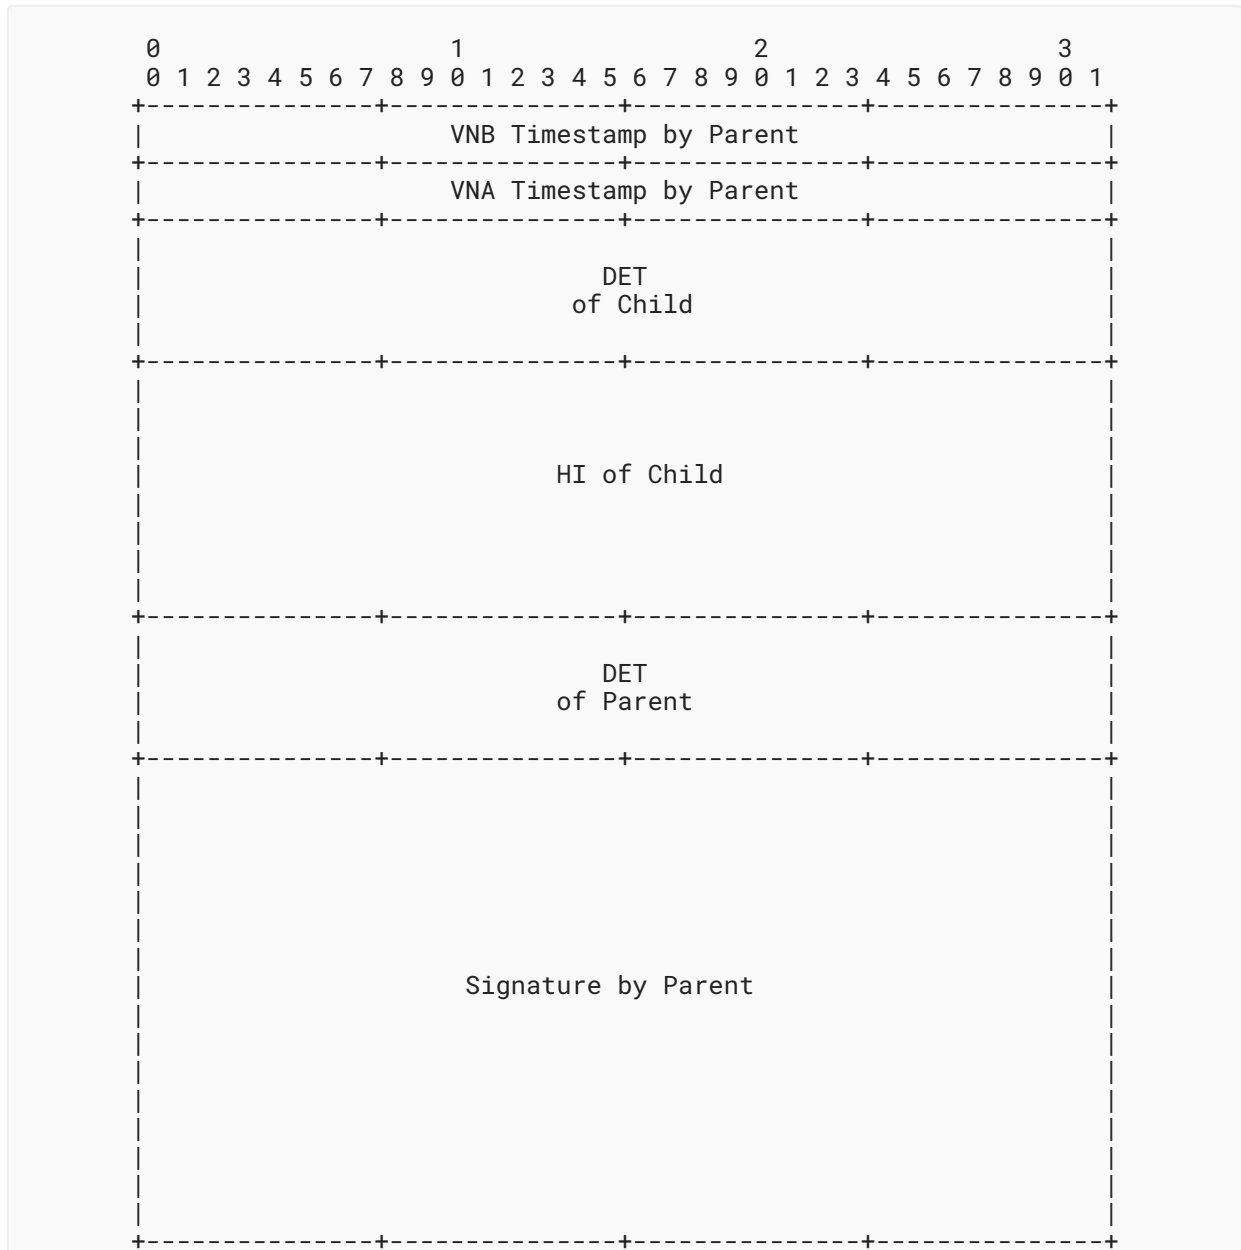 0 1 2 3
0 1 2 3 4 5 6 7 8 9 0 1 2 3 4 5 6 7 8 9 0 1 2 3 4 5 6 7 8 9 0 1
VNB Timestamp by Parent
VNA Timestamp by Parent
DET
of Child
HI of Child
DET
of Parent
Signature by Parent